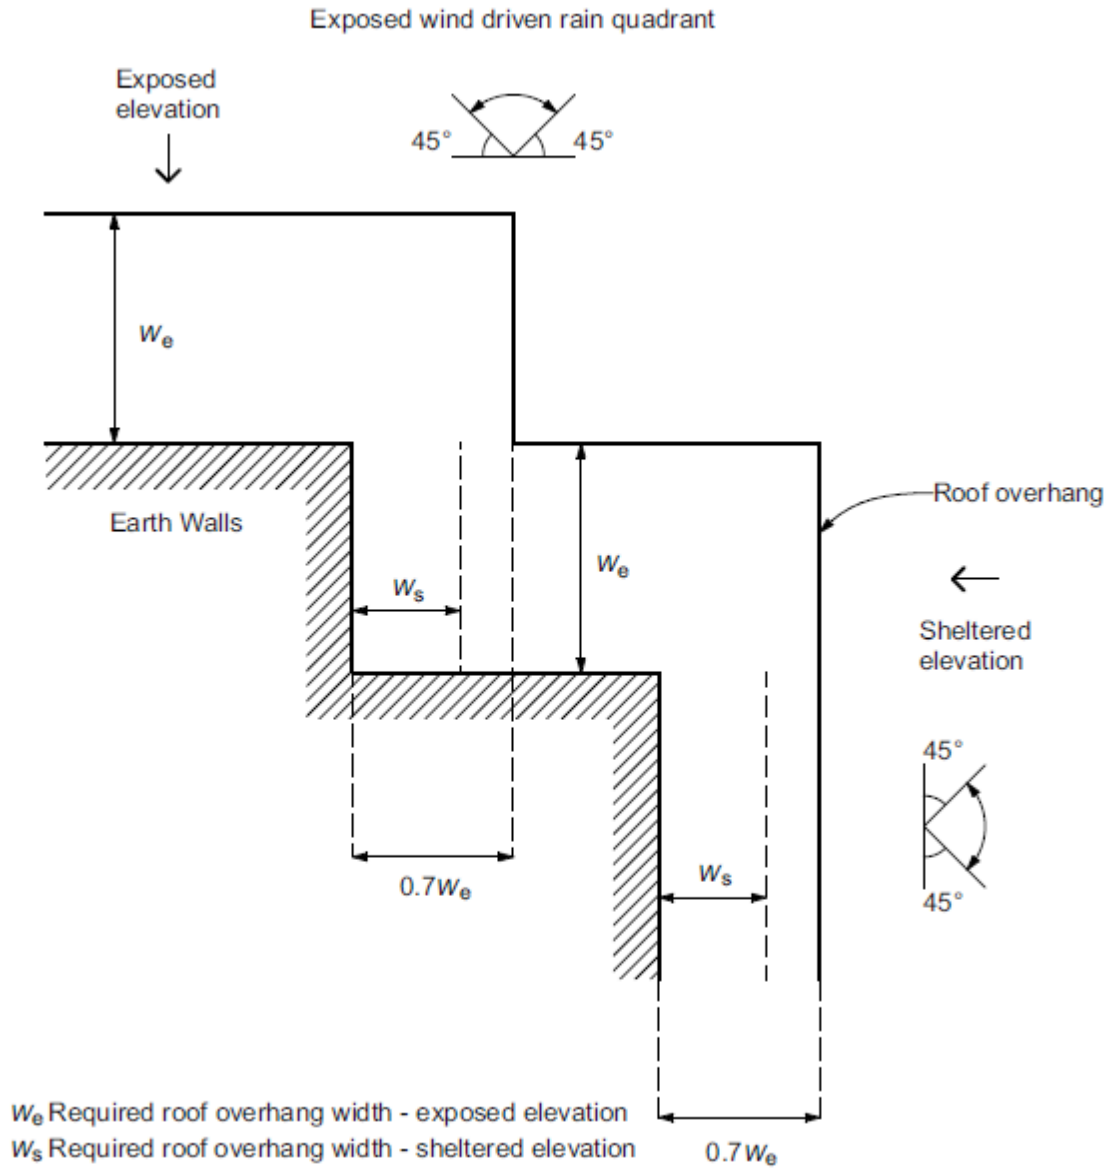 Exposed wind driven rain quadrant
Exposed
elevation
45°
45°
We
Roof overhang
Earth Walls
We
Ws
Sheltered
elevation
45°
Ws
0.7We
45°
We Required roof overhang width - exposed elevation
Ws Required roof overhang width - sheltered elevation
0.7We